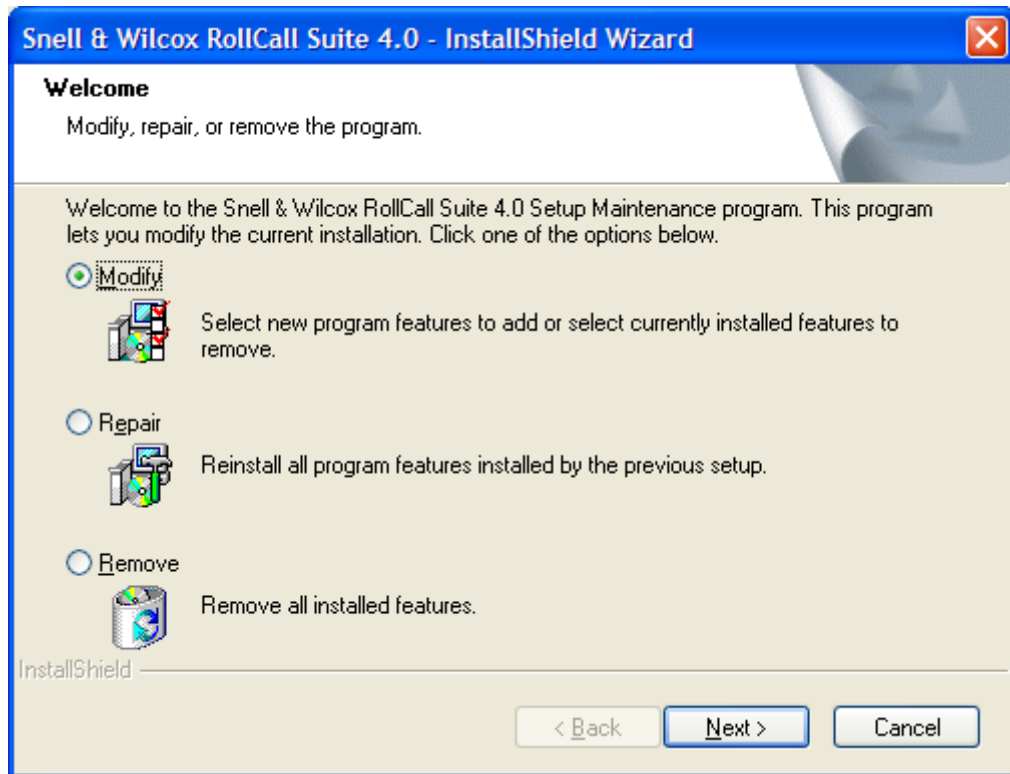 Snell & Wilcox RollCall Suite 4.0 - InstallShield Wizard
Welcome
Modify, repair, or remove the program.
Welcome to the Snell & Wilcox RollCall Suite 4.0 Setup Maintenance program. This program
lets you modify the current installation. Click one of the options below.
Modify
Select new program features to add or select currently installed features to
remove.
Repair
Reinstall all program features installed by the previous setup.
Remove
Remove all installed features.
InstallShield
< Back Next > Cancel